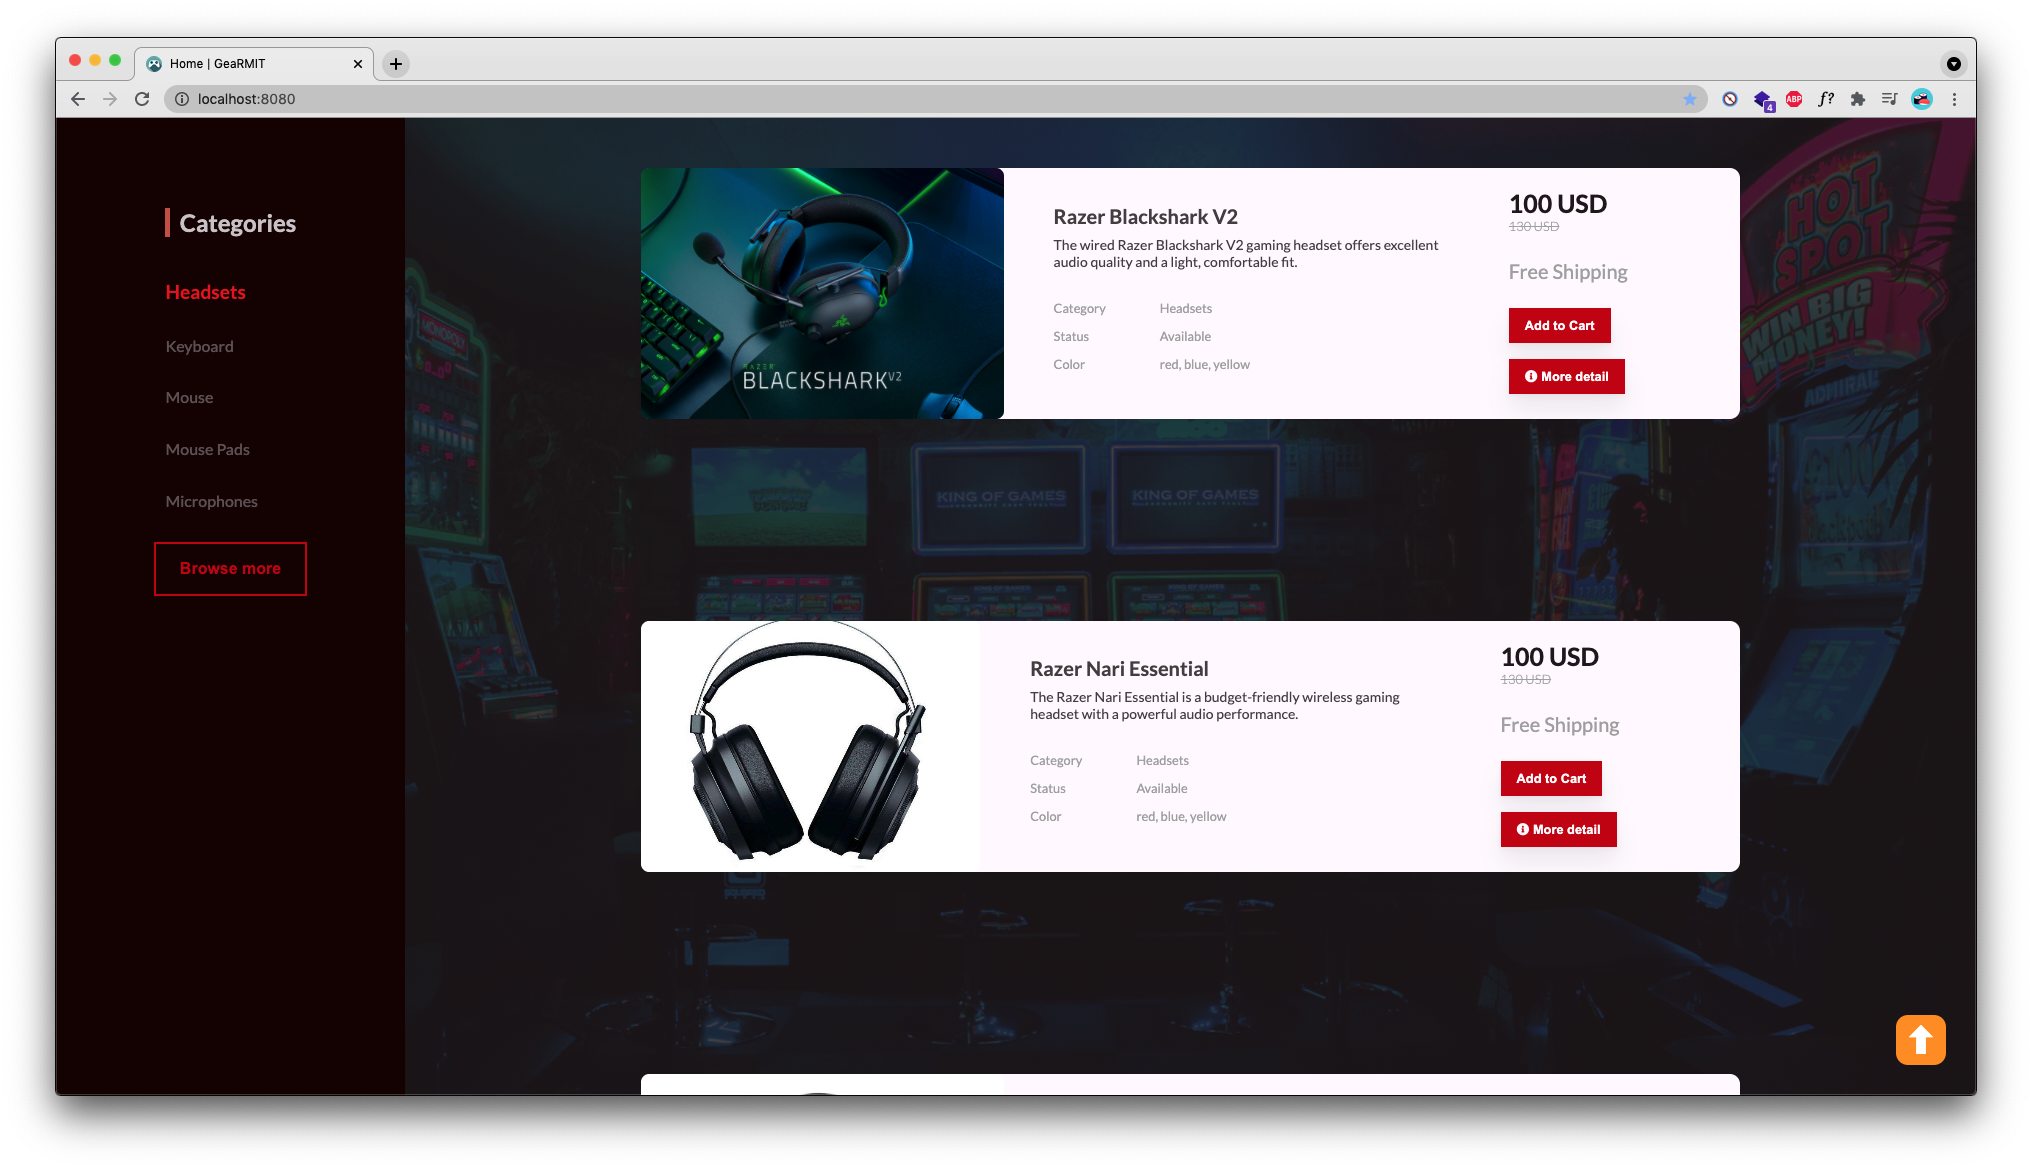 Home | GeaRMIT
localhost:8080
4
ABP
f?
Categories
Headsets
Keyboard
Mouse
Mouse Pads
Microphones
Browse more
RAZER
BLACKSHARK V2
Razer Blackshark V2
The wired Razer Blackshark V2 gaming headset offers excellent
audio quality and a light, comfortable fit.
Category Headsets
Status Available
Color red, blue, yellow
100 USD
130 USD
Free Shipping
Add to Cart
More detail
HOT
SPOT
WIN BIG
MONEY!
ADMIRAL
MONOPOLY
KING OF GAMES
KING OF GAMES
Razer Nari Essential
The Razer Nari Essential is a budget-friendly wireless gaming
headset with a powerful audio performance.
Category Headsets
Status Available
Color red, blue, yellow
100 USD
130 USD
Free Shipping
Add to Cart
More detail